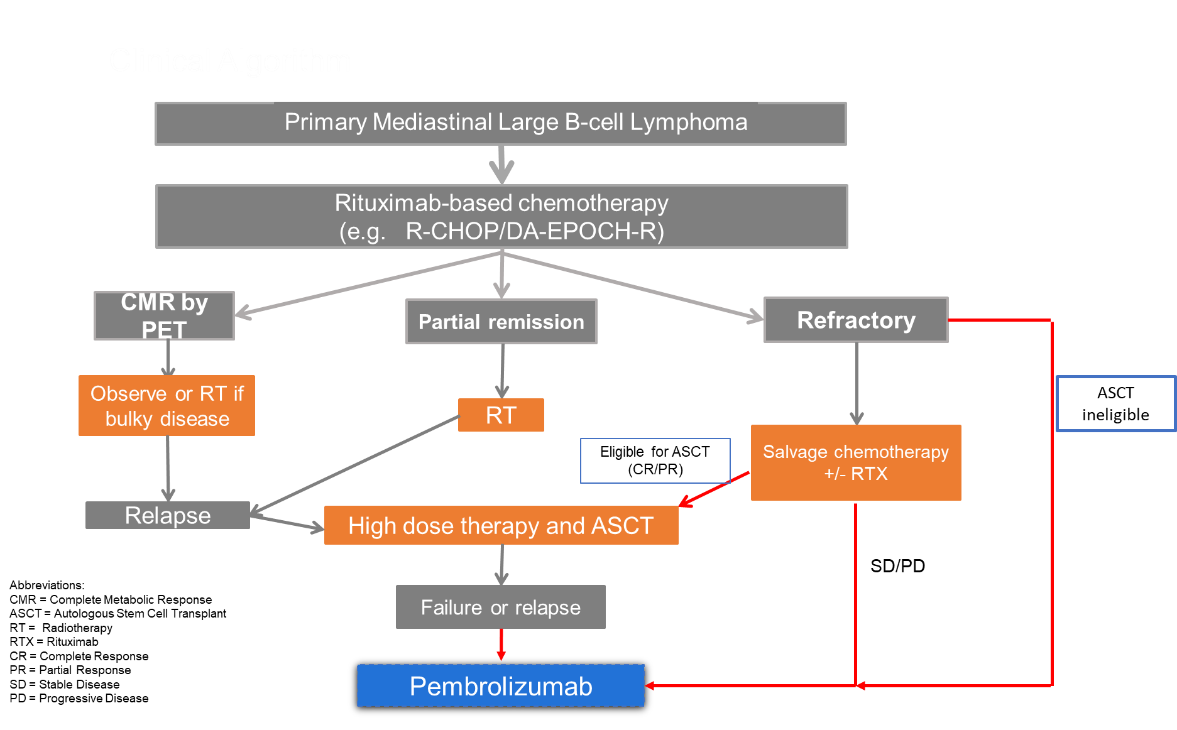 Primary Mediastinal Large B-cell Lymphoma
Rituximab-based chemotherapy
(e.g. R-CHOP/DA-EPOCH-R)
CMR by
PET
Partial remission
Refractory
Observe or RT if
bulky disease
RT
ASCT
ineligible
Eligible for ASCT
(CR/PR)
Salvage chemotherapy
+/- RTX
Relapse
High dose therapy and ASCT
SD/PD
Failure or relapse
Pembrolizumab
Abbreviations:
CMR = Complete Metabolic Response
ASCT = Autologous Stem Cell Transplant
RT = Radiotherapy
RTX = Rituximab
CR = Complete Response
PR = Partial Response
SD = Stable Disease
PD = Progressive Disease